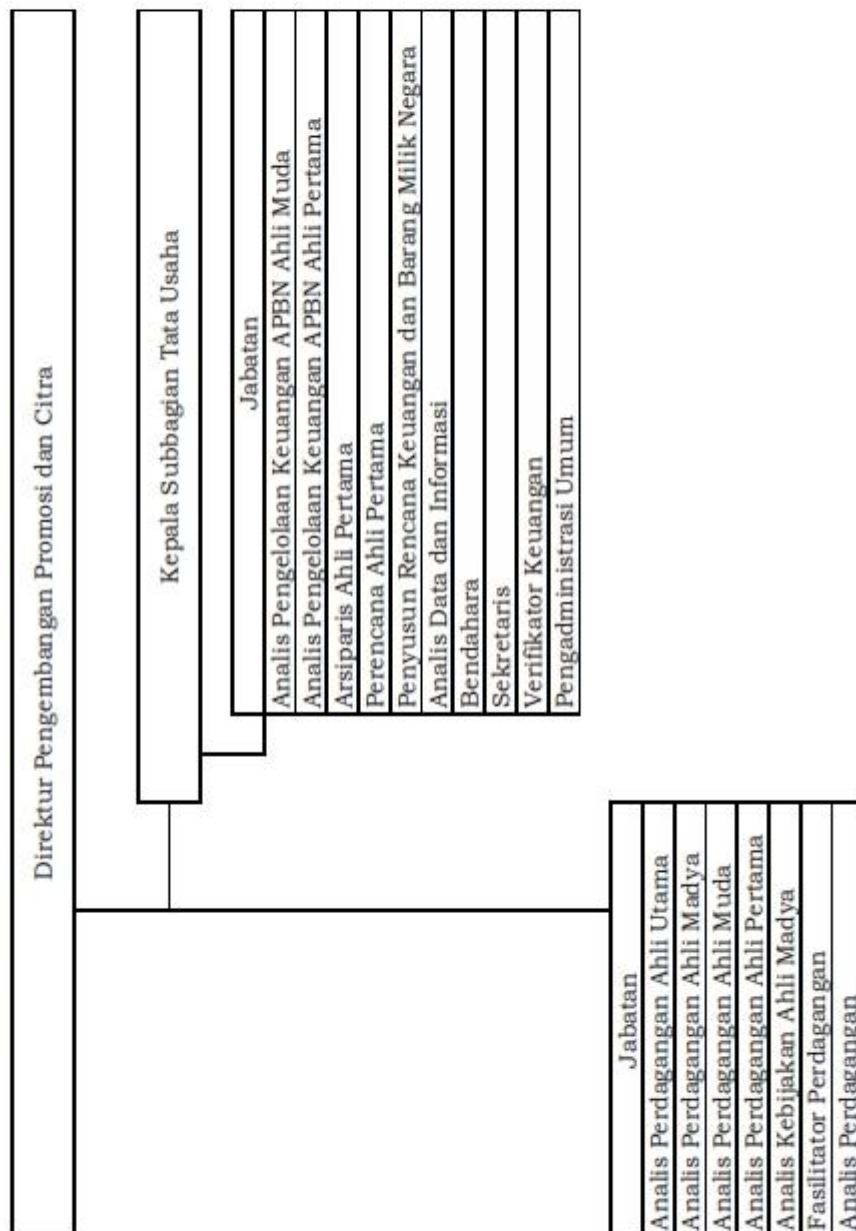 Direktur Pengembangan Promosi dan Citra
Kepala Subbagian Tata Usaha
Jabatan
Analis Pengelolaan Keuangan APBN Ahli Muda
Analis Pengelolaan Keuangan APBN Ahli Pertama
Arsiparis Ahli Pertama
Perencana Ahli Pertama
Penyusun Rencana Keuangan dan Barang Milik Negara
Analis Data dan Informasi
Bendahara
Sekretaris
Verifikator Keuangan
Pengadministrasi Umum
Jabatan
Analis Perdagangan Ahli Utama
Analis Perdagangan Ahli Madya
Analis Perdagangan Ahli Muda
Analis Perdagangan Ahli Pertama
Analis Kebijakan Ahli Madya
Fasilitator Perdagangan
Analis Perdagangan